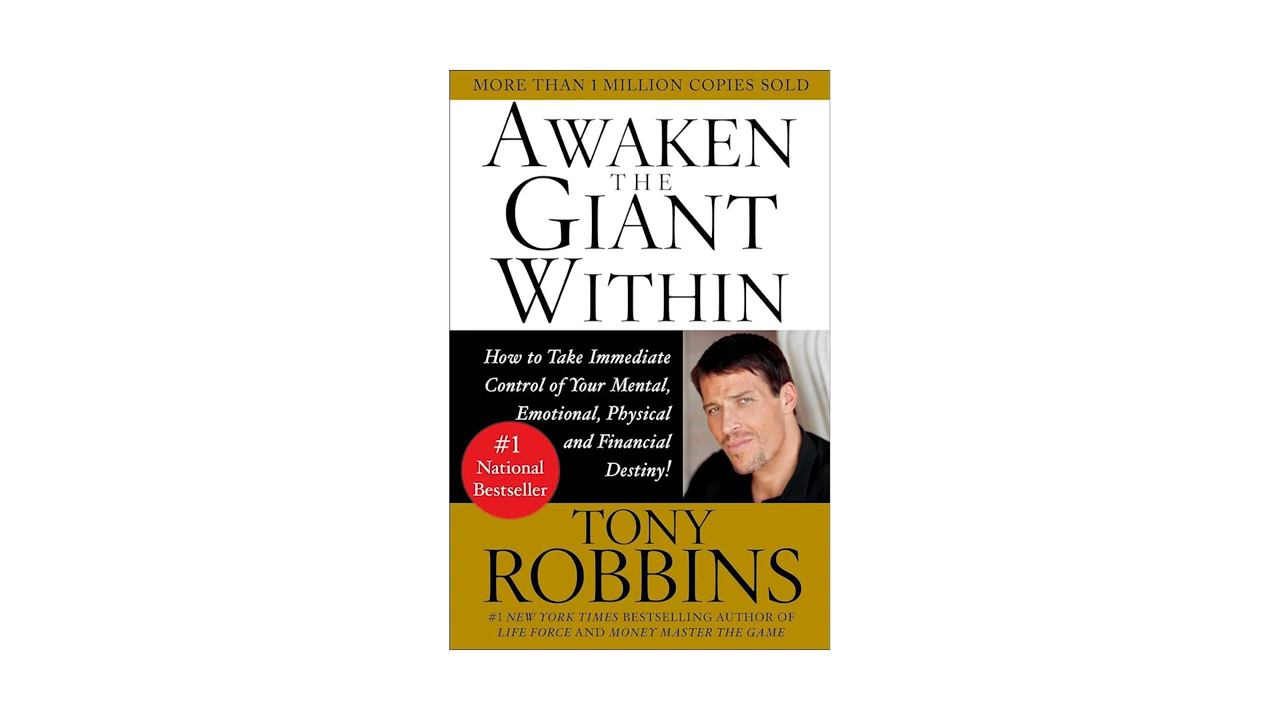 MORE THAN 1 MILLION COPIES SOLD
AWAKEN
THE
GIANT
WITHIN
How to Take Immediate
Control of Your Mental,
Emotional, Physical
and Financial
Destiny!
#1
National
Bestseller
TONY
ROBBINS
#1 NEW YORK TIMES BESTSELLING AUTHOR OF
LIFE FORCE AND MONEY MASTER THE GAME